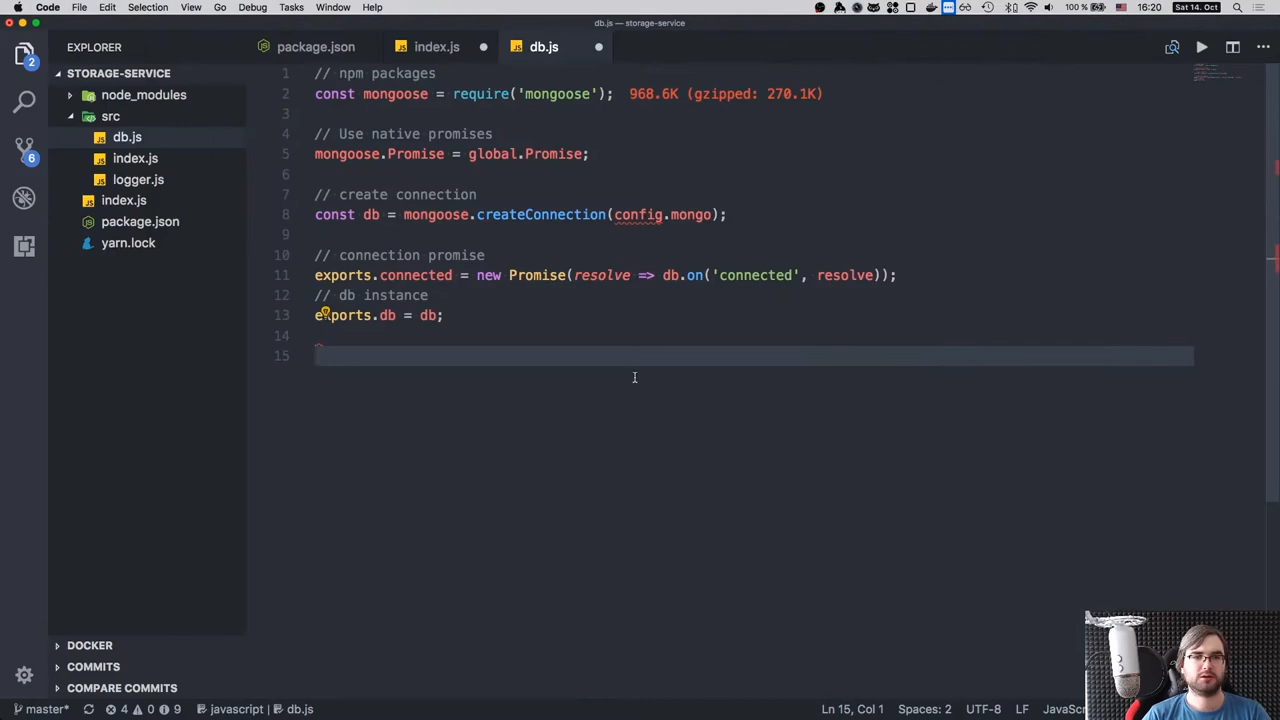 Code File Edit Selection View Go Debug Tasks Window Help 100 % 16:20 Sat 14. Oct
db.js — storage-service
EXPLORER
package.json index.js db.js
2
STORAGE-SERVICE
node_modules
src
db.js
index.js
logger.js
index.js
package.json
yarn.lock
6
1 // npm packages
2 const mongoose = require('mongoose'); 968.6K (gzipped: 270.1K)
3
4 // Use native promises
5 mongoose.Promise = global.Promise;
6
7 // create connection
8 const db = mongoose.createConnection(config.mongo);
9
10 // connection promise
11 exports.connected = new Promise(resolve => db.on('connected', resolve));
12 // db instance
13 exports.db = db;
14
15
DOCKER
COMMITS
COMPARE COMMITS
master* 4 0 9 javascript | db.js Ln 15, Col 1 Spaces: 2 UTF-8 LF